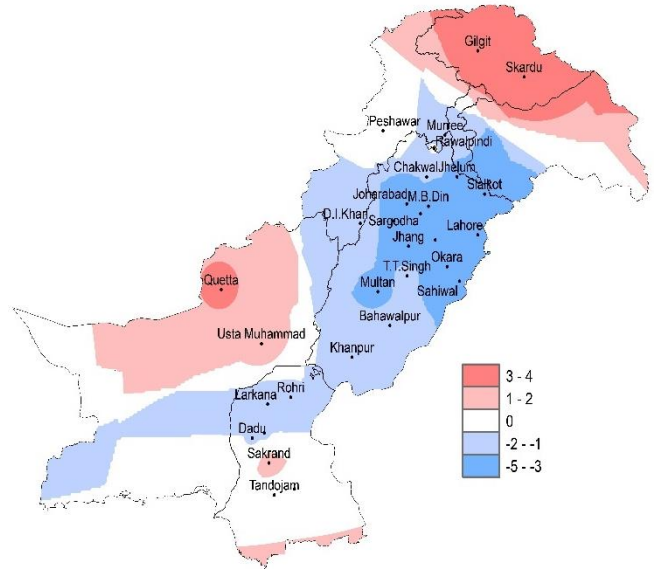 Gilgit
Skardu
Peshawar
Murree
Rawalpindi
Chakwal
Jhelum
Sialkot
Joharabad
M.B.Din
D.I.Khan
Sargodha
Lahore
Jhang
Okara
T.T.Singh
Multan
Sahiwal
Quetta
Bahawalpur
Usta Muhammad
Khanpur
3 - 4
1 - 2
0
-2 - -1
-5 - -3
Rohri
Larkana
Dadu
Sakrand
Tandojam